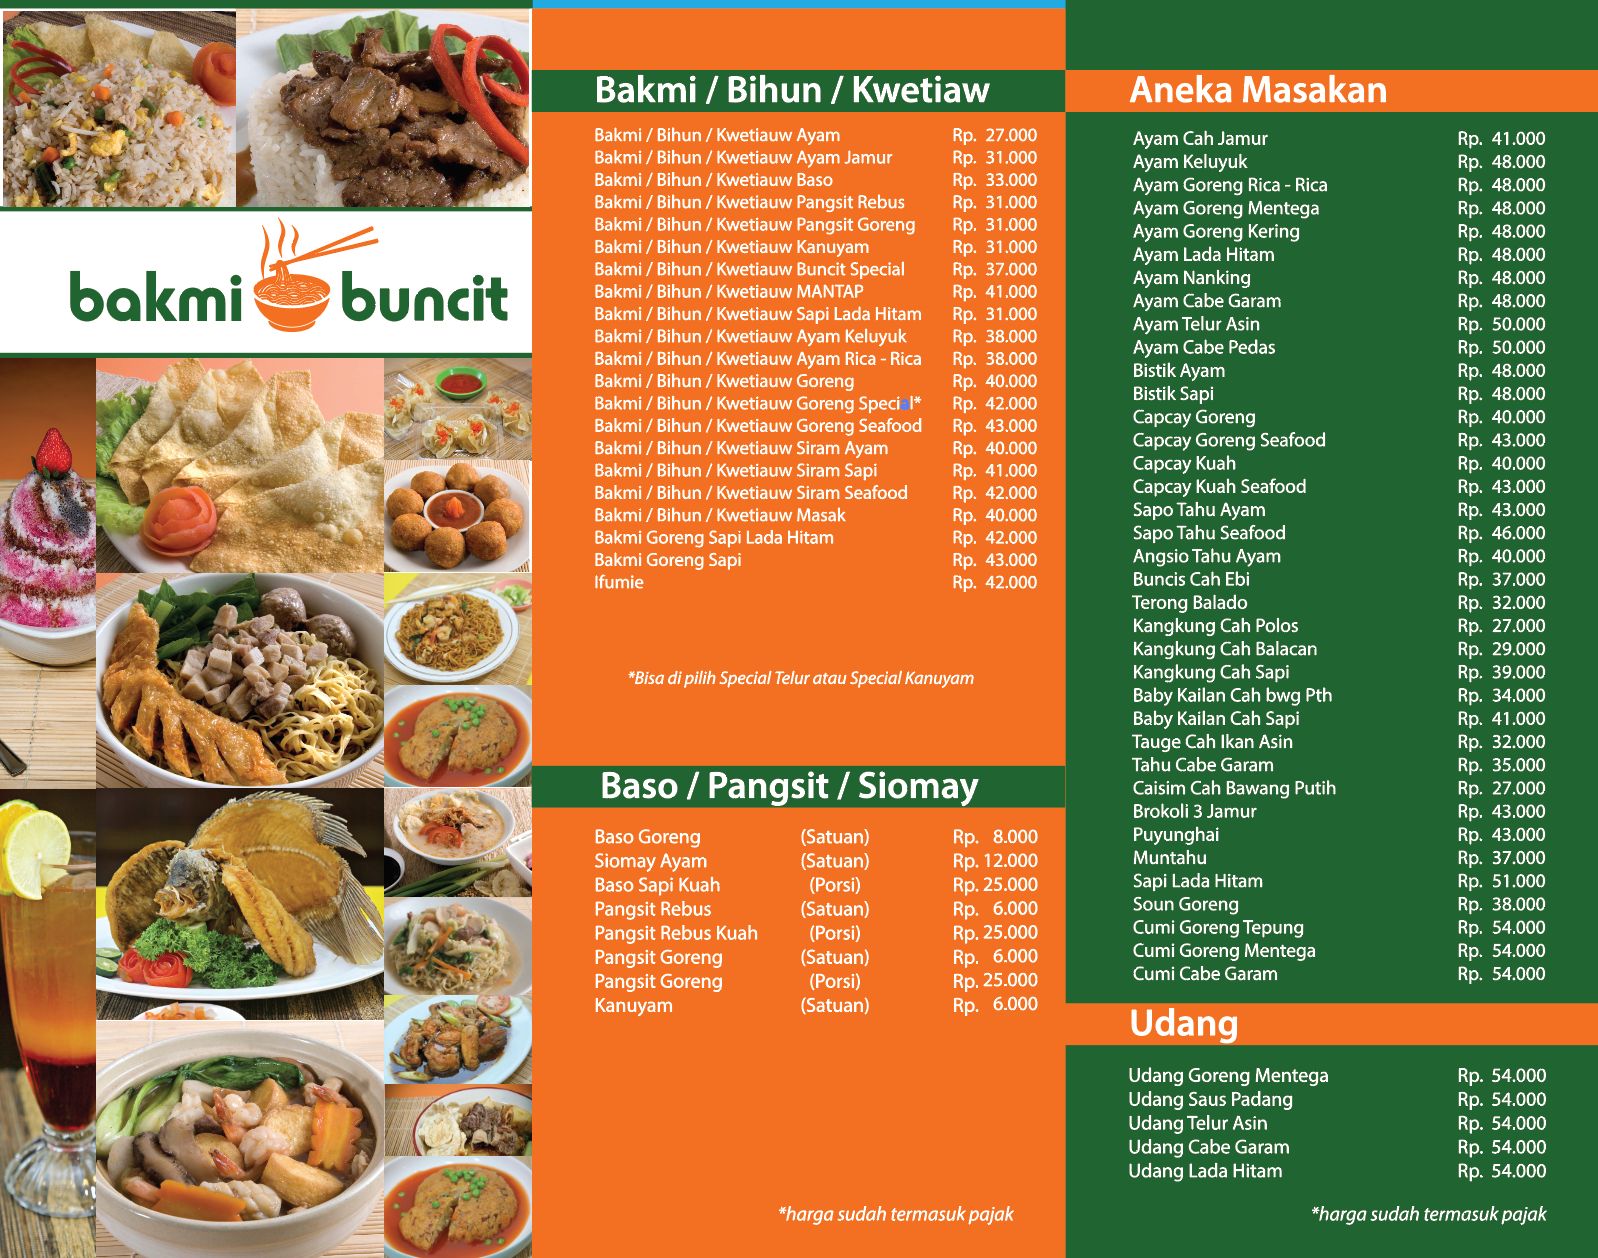 bakmi buncit
Bakmi / Bihun / Kwetiaw
Bakmi / Bihun / Kwetiauw Ayam Rp. 27.000
Bakmi / Bihun / Kwetiauw Ayam Jamur Rp. 31.000
Bakmi / Bihun / Kwetiauw Baso Rp. 33.000
Bakmi / Bihun / Kwetiauw Pangsit Rebus Rp. 31.000
Bakmi / Bihun / Kwetiauw Pangsit Goreng Rp. 31.000
Bakmi / Bihun / Kwetiauw Kanuyam Rp. 31.000
Bakmi / Bihun / Kwetiauw Buncit Special Rp. 37.000
Bakmi / Bihun / Kwetiauw MANTAP Rp. 41.000
Bakmi / Bihun / Kwetiauw Sapi Lada Hitam Rp. 31.000
Bakmi / Bihun / Kwetiauw Ayam Keluyuk Rp. 38.000
Bakmi / Bihun / Kwetiauw Ayam Rica - Rica Rp. 38.000
Bakmi / Bihun / Kwetiauw Goreng Rp. 40.000
Bakmi / Bihun / Kwetiauw Goreng Special* Rp. 42.000
Bakmi / Bihun / Kwetiauw Goreng Seafood Rp. 43.000
Bakmi / Bihun / Kwetiauw Siram Ayam Rp. 40.000
Bakmi / Bihun / Kwetiauw Siram Sapi Rp. 41.000
Bakmi / Bihun / Kwetiauw Siram Seafood Rp. 42.000
Bakmi / Bihun / Kwetiauw Masak Rp. 40.000
Bakmi Goreng Sapi Lada Hitam Rp. 42.000
Bakmi Goreng Sapi Rp. 43.000
Ifumie Rp. 42.000
*Bisa di pilih Special Telur atau Special Kanuyam
Baso / Pangsit / Siomay
Baso Goreng (Satuan) Rp. 8.000
Siomay Ayam (Satuan) Rp. 12.000
Baso Sapi Kuah (Porsi) Rp. 25.000
Pangsit Rebus (Satuan) Rp. 6.000
Pangsit Rebus Kuah (Porsi) Rp. 25.000
Pangsit Goreng (Satuan) Rp. 6.000
Pangsit Goreng (Porsi) Rp. 25.000
Kanuyam (Satuan) Rp. 6.000
*harga sudah termasuk pajak
Aneka Masakan
Ayam Cah Jamur Rp. 41.000
Ayam Keluyuk Rp. 48.000
Ayam Goreng Rica - Rica Rp. 48.000
Ayam Goreng Mentega Rp. 48.000
Ayam Goreng Kering Rp. 48.000
Ayam Lada Hitam Rp. 48.000
Ayam Nanking Rp. 48.000
Ayam Cabe Garam Rp. 48.000
Ayam Telur Asin Rp. 50.000
Ayam Cabe Pedas Rp. 50.000
Bistik Ayam Rp. 48.000
Bistik Sapi Rp. 48.000
Capcay Goreng Rp. 40.000
Capcay Goreng Seafood Rp. 43.000
Capcay Kuah Rp. 40.000
Capcay Kuah Seafood Rp. 43.000
Sapo Tahu Ayam Rp. 43.000
Sapo Tahu Seafood Rp. 46.000
Angsio Tahu Ayam Rp. 40.000
Buncis Cah Ebi Rp. 37.000
Terong Balado Rp. 32.000
Kangkung Cah Polos Rp. 27.000
Kangkung Cah Balacan Rp. 29.000
Kangkung Cah Sapi Rp. 39.000
Baby Kailan Cah bwg Pth Rp. 34.000
Baby Kailan Cah Sapi Rp. 41.000
Tauge Cah Ikan Asin Rp. 32.000
Tahu Cabe Garam Rp. 35.000
Caisim Cah Bawang Putih Rp. 27.000
Brokoli 3 Jamur Rp. 43.000
Puyunghai Rp. 43.000
Muntahu Rp. 37.000
Sapi Lada Hitam Rp. 51.000
Soun Goreng Rp. 38.000
Cumi Goreng Tepung Rp. 54.000
Cumi Goreng Mentega Rp. 54.000
Cumi Cabe Garam Rp. 54.000
Udang
Udang Goreng Mentega Rp. 54.000
Udang Saus Padang Rp. 54.000
Udang Telur Asin Rp. 54.000
Udang Cabe Garam Rp. 54.000
Udang Lada Hitam Rp. 54.000
*harga sudah termasuk pajak